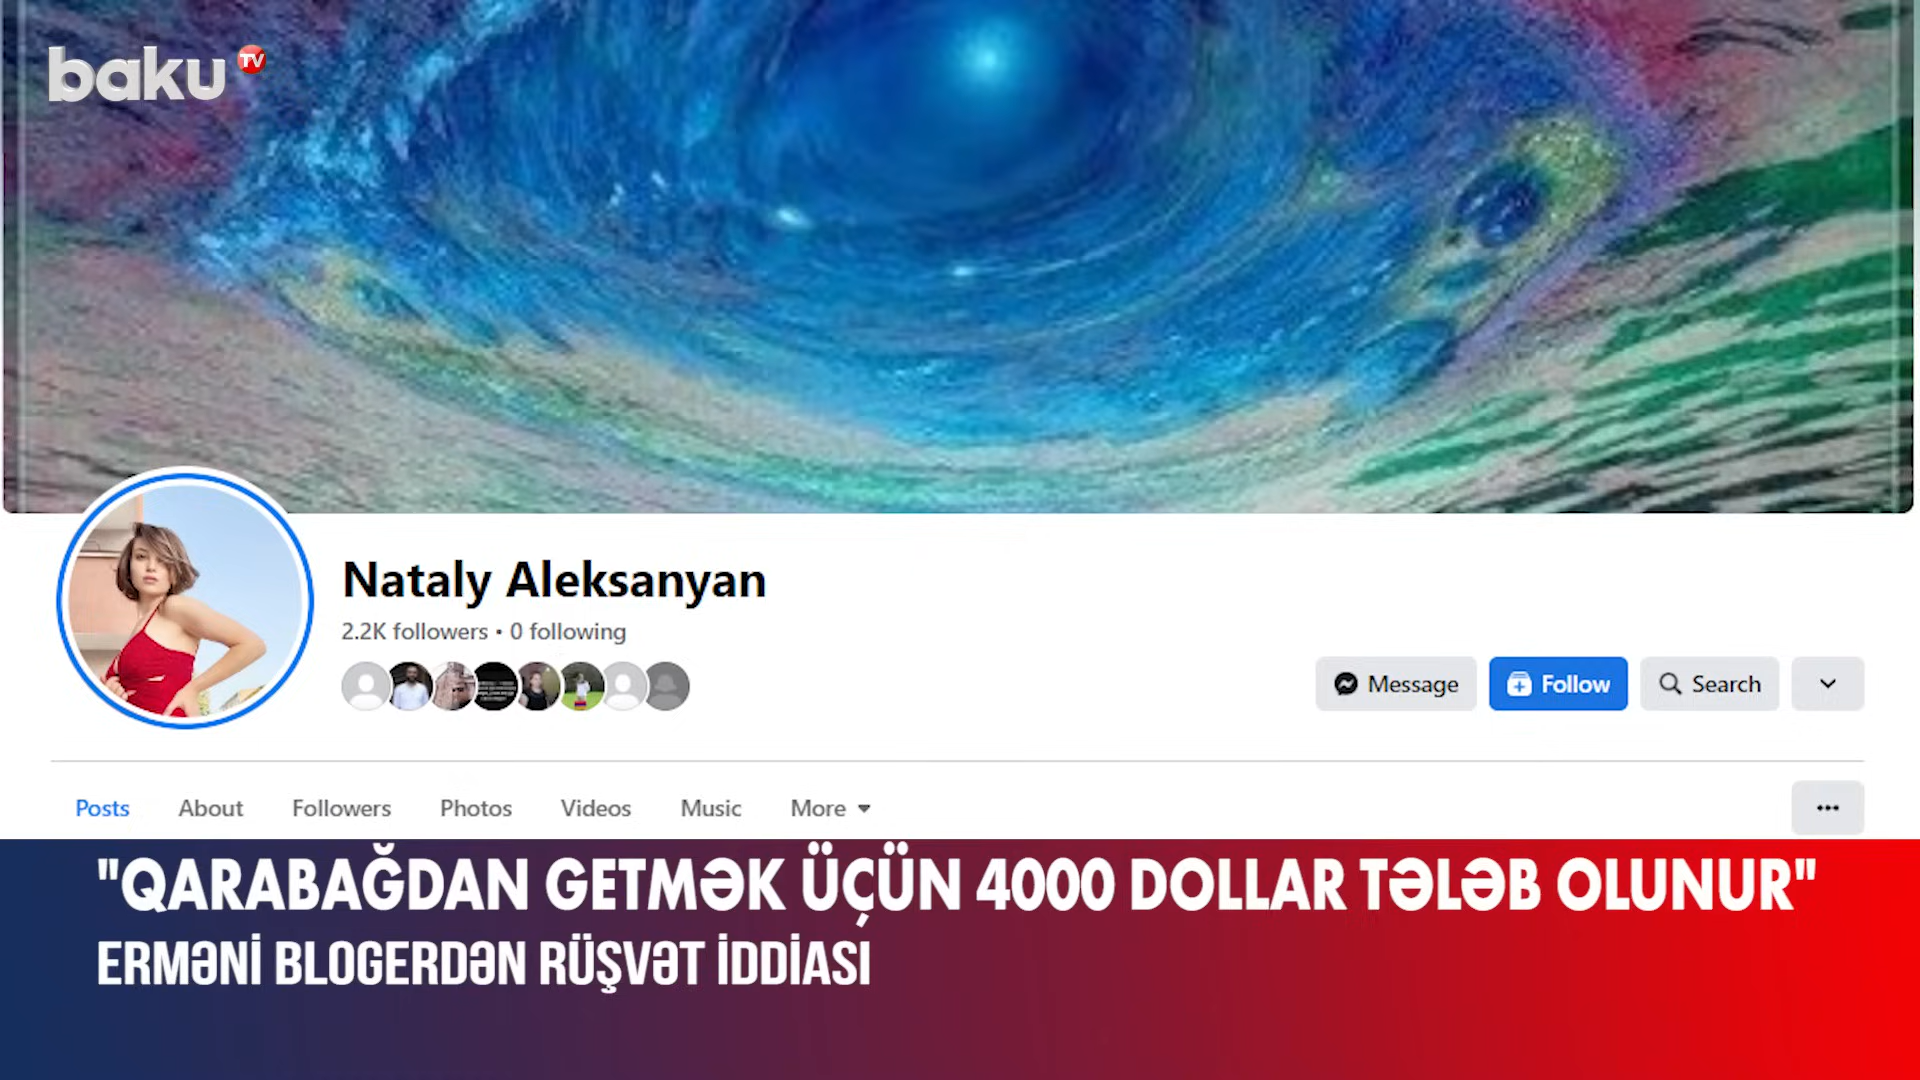 baku TV
Nataly Aleksanyan
2.2K followers • 0 following
Message
Follow
Search
Posts
About
Followers
Photos
Videos
Music
More
"QARABAĞDAN GETMƏK ÜÇÜN 4000 DOLLAR TƏLƏB OLUNUR"
ERMƏNİ BLOGERDƏN RÜŞVƏT İDDİASI